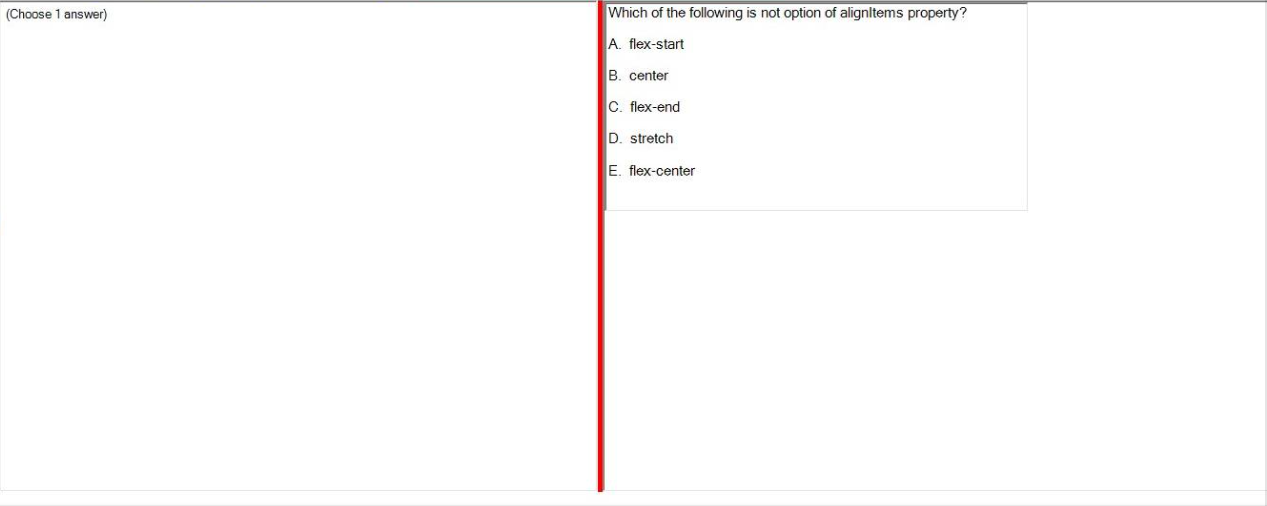 (Choose 1 answer)
Which of the following is not option of alignItems property?
A. flex-start
B. center
C. flex-end
D. stretch
E. flex-center